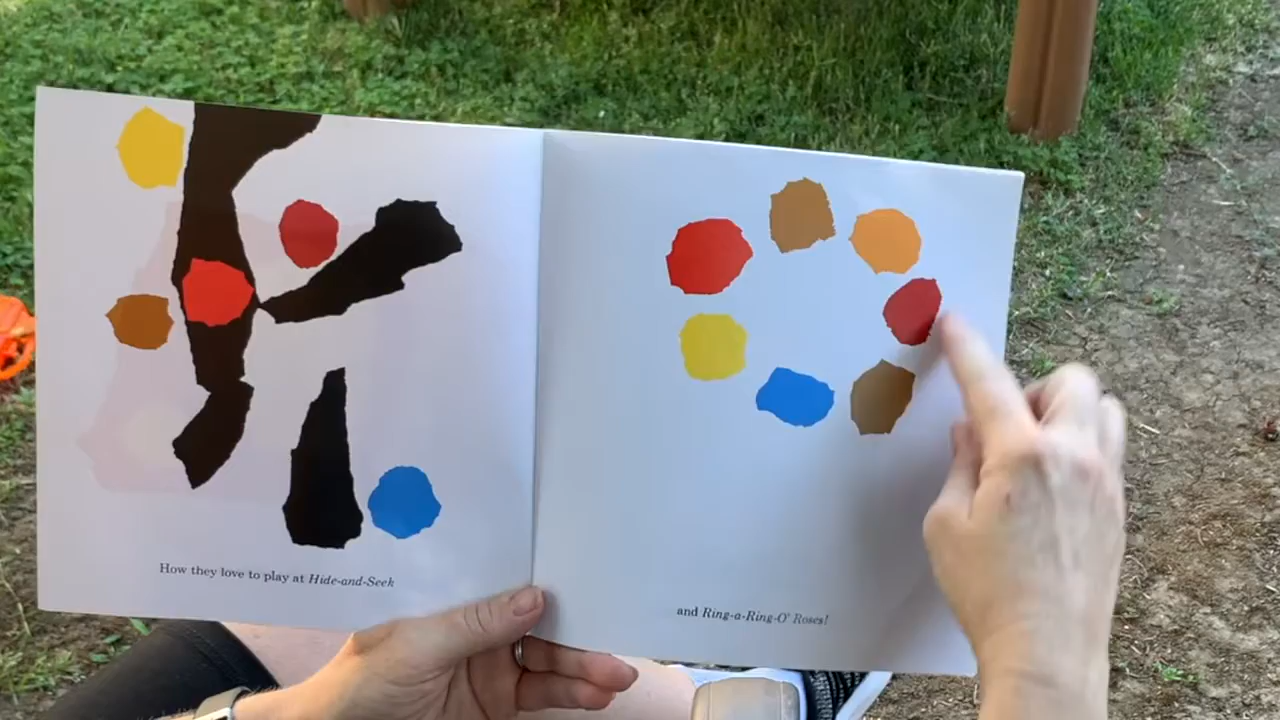 How they love to play at Hide-and-Seek
and Ring-a-Ring-O' Roses!